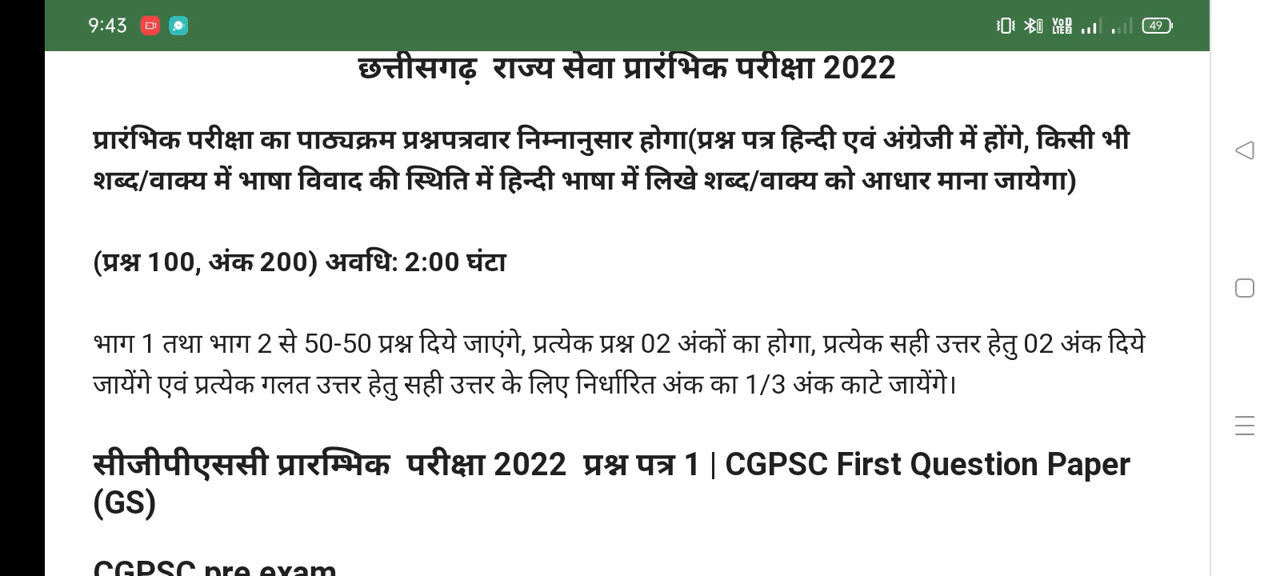 9:43
VoD LTE2
49
छत्तीसगढ़ राज्य सेवा प्रारंभिक परीक्षा 2022
प्रारंभिक परीक्षा का पाठ्यक्रम प्रश्नपत्रवार निम्नानुसार होगा(प्रश्न पत्र हिन्दी एवं अंग्रेजी में होंगे, किसी भी
शब्द/वाक्य में भाषा विवाद की स्थिति में हिन्दी भाषा में लिखे शब्द/वाक्य को आधार माना जायेगा)
(प्रश्न 100, अंक 200) अवधि: 2:00 घंटा
भाग 1 तथा भाग 2 से 50-50 प्रश्न दिये जाएंगे, प्रत्येक प्रश्न 02 अंकों का होगा, प्रत्येक सही उत्तर हेतु 02 अंक दिये
जायेंगे एवं प्रत्येक गलत उत्तर हेतु सही उत्तर के लिए निर्धारित अंक का 1/3 अंक काटे जायेंगे।
सीजीपीएससी प्रारम्भिक परीक्षा 2022 प्रश्न पत्र 1 | CGPSC First Question Paper
(GS)
CGPSC pre exam